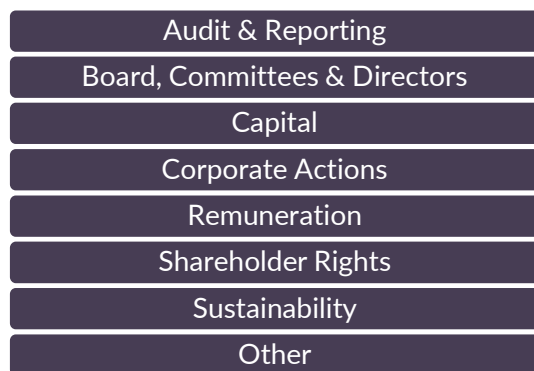 Audit & Reporting
Board, Committees & Directors
Capital
Corporate Actions
Remuneration
Shareholder Rights
Sustainability
Other